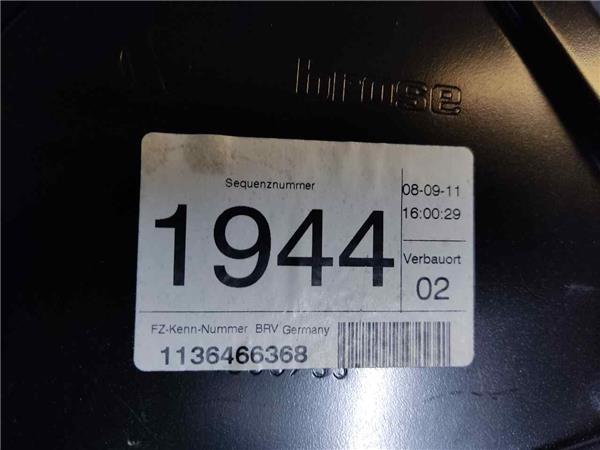 brose
Sequenznummer
1944
08-09-11
16:00:29
Verbauort
02
FZ-Kenn-Nummer BRV Germany
1136466368